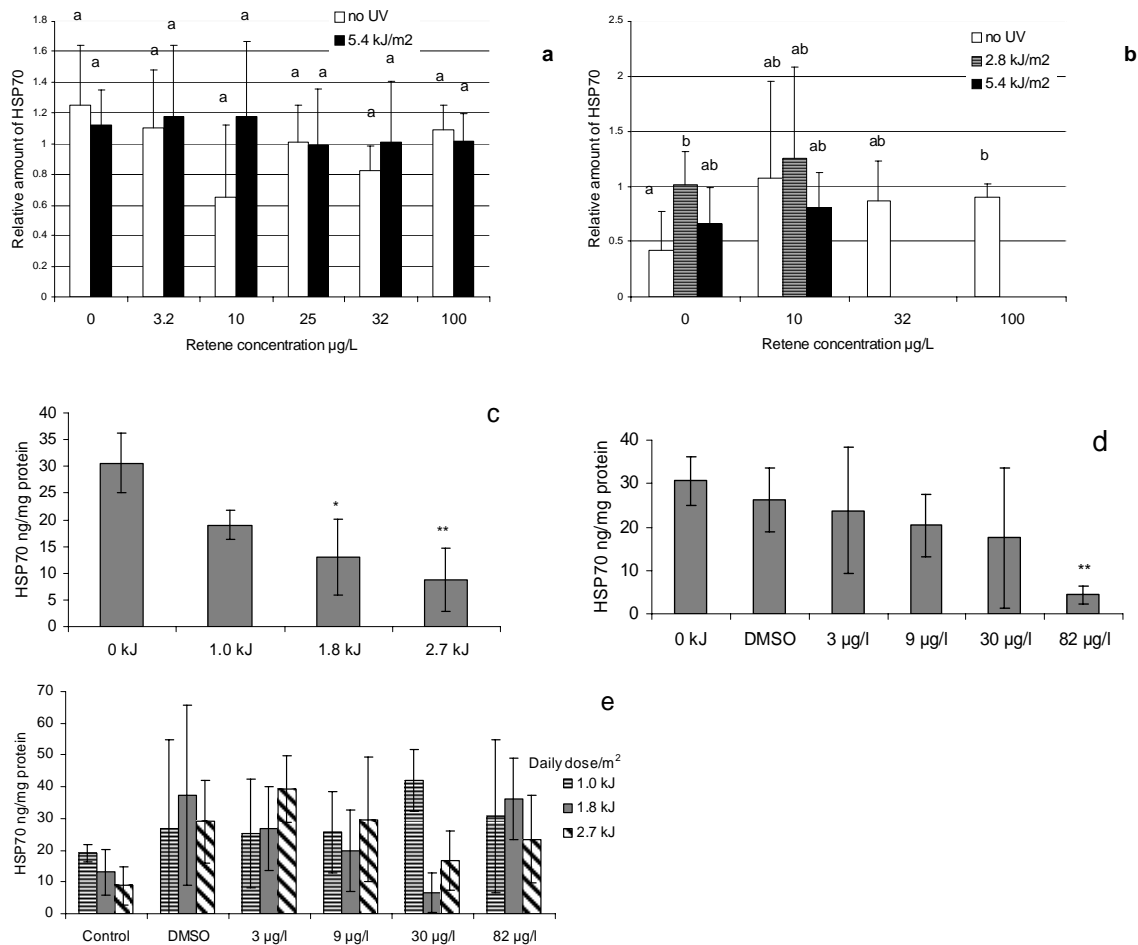 a
no UV
5.4 kJ/m2
Relative amount of HSP70
1.8
1.6
1.4
1.2
1
0.8
0.6
0.4
0.2
0
a a a a a a a a a a a a
0 3.2 10 25 32 100
Retene concentration µg/L
b
no UV
2.8 kJ/m2
5.4 kJ/m2
Relative amount of HSP70
2.5
2
1.5
1
0.5
0
a b ab ab ab ab ab b
0 10 32 100
Retene concentration µg/L
c
HSP70 ng/mg protein
40
35
30
25
20
15
10
5
0
* **
0 kJ 1.0 kJ 1.8 kJ 2.7 kJ
d
HSP70 ng/mg protein
40
30
20
10
0
**
0 kJ DMSO 3 µg/l 9 µg/l 30 µg/l 82 µg/l
e
HSP70 ng/mg protein
70
60
50
40
30
20
10
0
Daily dose/m²
1.0 kJ
1.8 kJ
2.7 kJ
Control DMSO 3 µg/l 9 µg/l 30 µg/l 82 µg/l